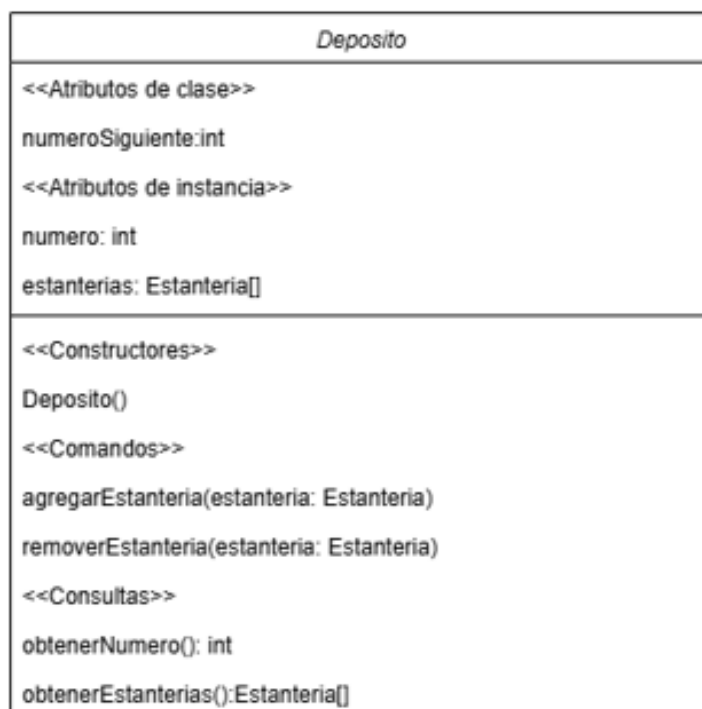 Deposito
<<Atributos de clase>>
numeroSiguiente:int
<<Atributos de instancia>>
numero: int
estanterias: Estanteria[]
<<Constructores>>
Deposito()
<<Comandos>>
agregarEstanteria(estanteria: Estanteria)
removerEstanteria(estanteria: Estanteria)
<<Consultas>>
obtenerNumero(): int
obtenerEstanterias():Estanteria[]